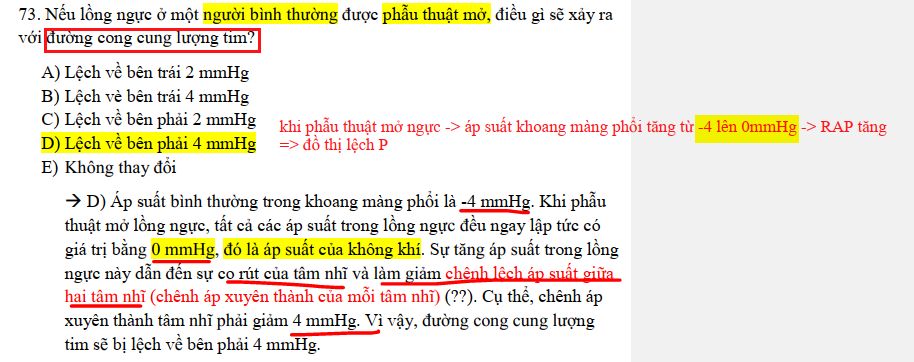 73. Nếu lồng ngực ở một người bình thường được phẫu thuật mở, điều gì sẽ xảy ra
với đường cong cung lượng tim?
A) Lệch về bên trái 2 mmHg
B) Lệch vè bên trái 4 mmHg
C) Lệch về bên phải 2 mmHg
D) Lệch về bên phải 4 mmHg
E) Không thay đổi
khi phẫu thuật mở ngực -> áp suất khoang màng phổi tăng từ -4 lên 0mmHg -> RAP tăng
=> đồ thị lệch P
→ D) Áp suất bình thường trong khoang màng phổi là -4 mmHg. Khi phẫu
thuật mở lồng ngực, tất cả các áp suất trong lồng ngực đều ngay lập tức có
giá trị bằng 0 mmHg, đó là áp suất của không khí. Sự tăng áp suất trong lồng
ngực này dẫn đến sự co rút của tâm nhĩ và làm giảm chênh lệch áp suất giữa
hai tâm nhĩ (chênh áp xuyên thành của mỗi tâm nhĩ) (??). Cụ thể, chênh áp
xuyên thành tâm nhĩ phải giảm 4 mmHg. Vì vậy, đường cong cung lượng
tim sẽ bị lệch về bên phải 4 mmHg.